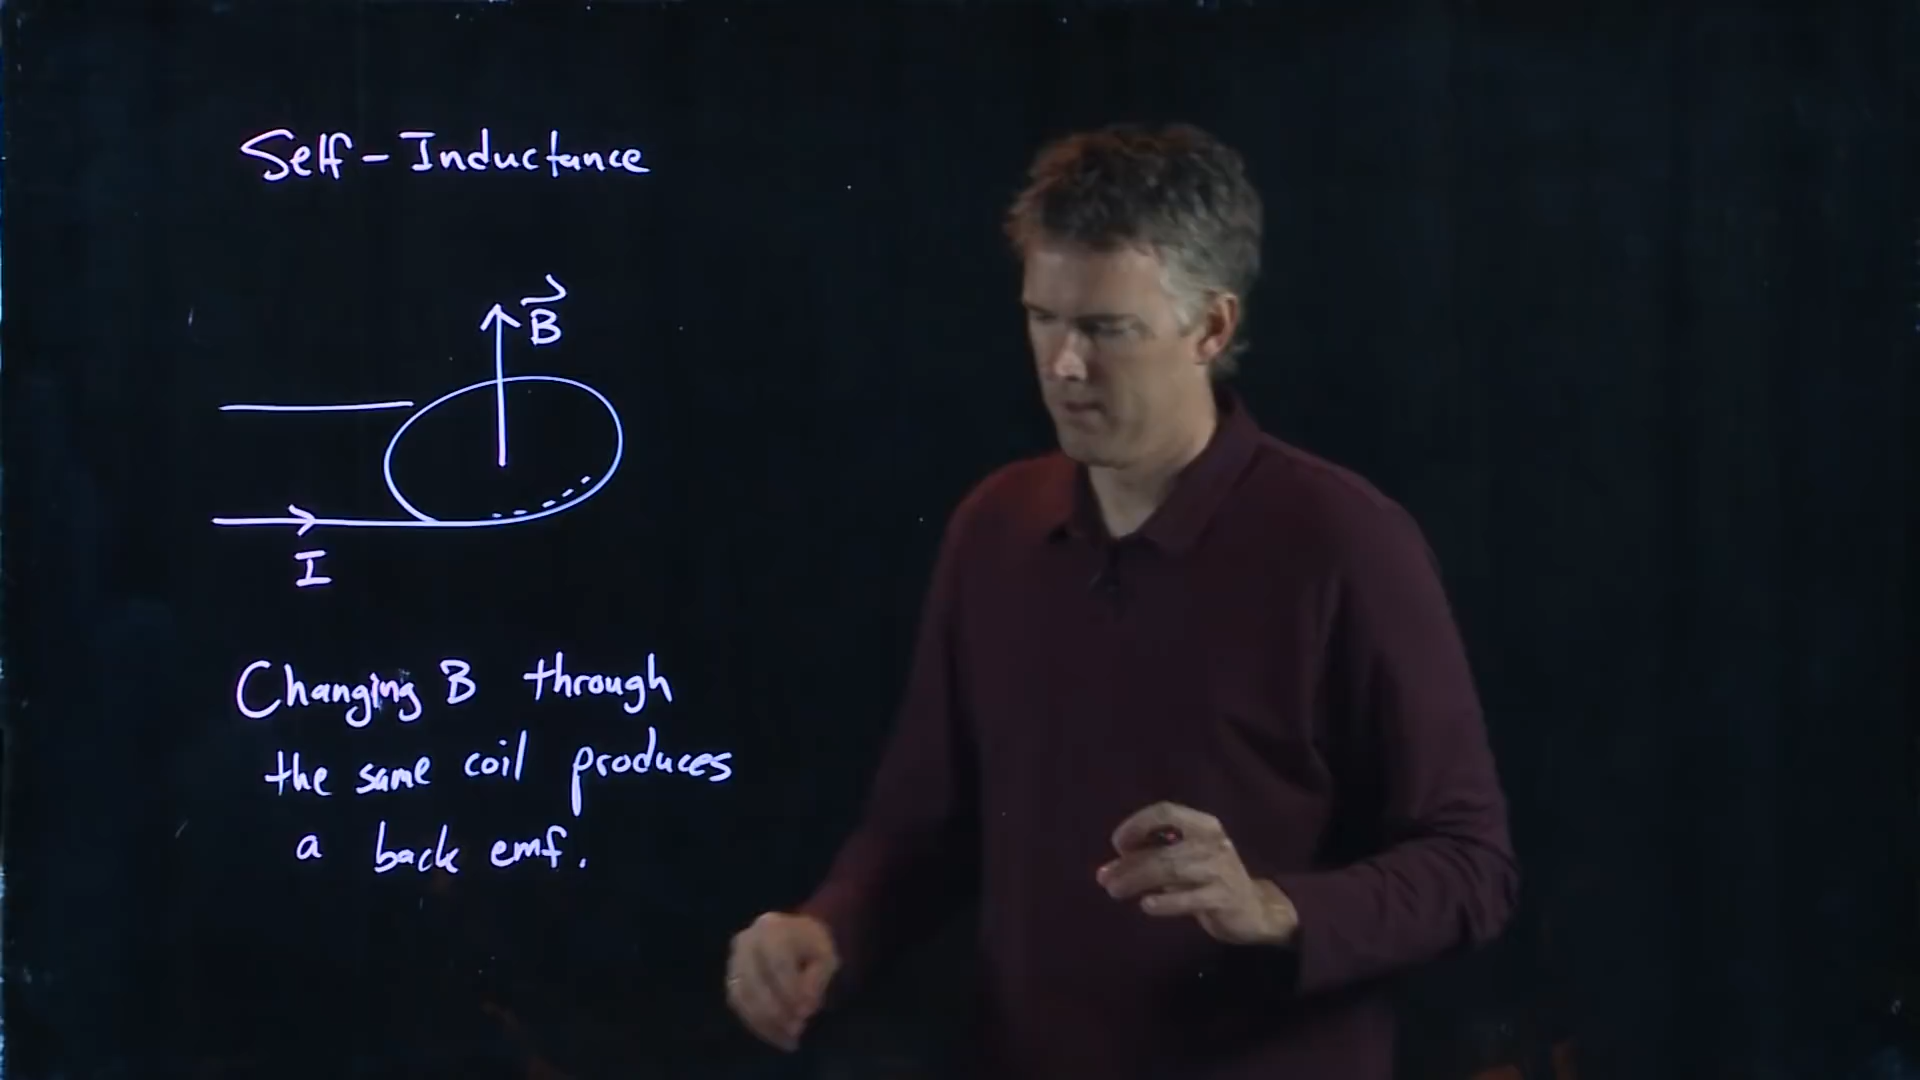 Self-Inductance
B
I
Changing B through
the same coil produces
a back emf.